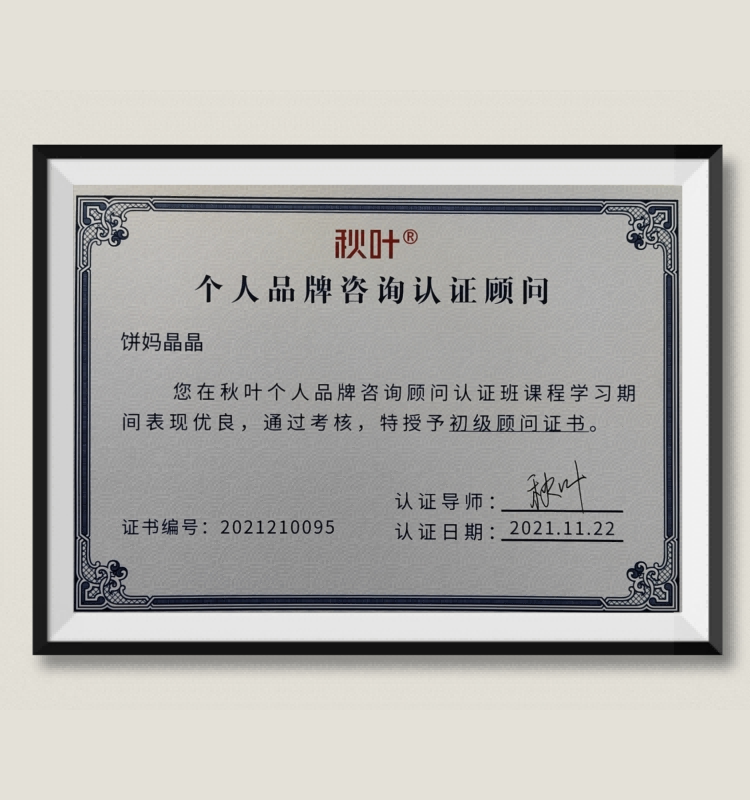 秋叶®
个人品牌咨询认证顾问
饼妈晶晶
您在秋叶个人品牌咨询顾问认证班课程学习期
间表现优良，通过考核，特授予初级顾问证书。
认证导师：秋叶
证书编号：2021210095
认证日期：2021.11.22